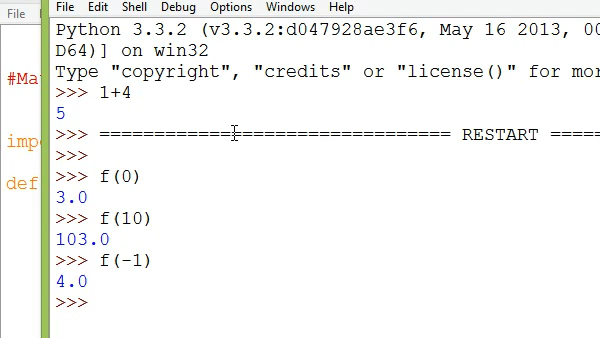 File
File Edit Shell Debug Options Windows Help
Python 3.3.2 (v3.3.2:d047928ae3f6, May 16 2013, 00
D64)] on win32
Type "copyright", "credits" or "license()" for mor
#Mat
>>> 1+4
5
>>> ================================ RESTART =====
impo
>>>
>>> f(0)
def
3.0
>>> f(10)
103.0
>>> f(-1)
4.0
>>>